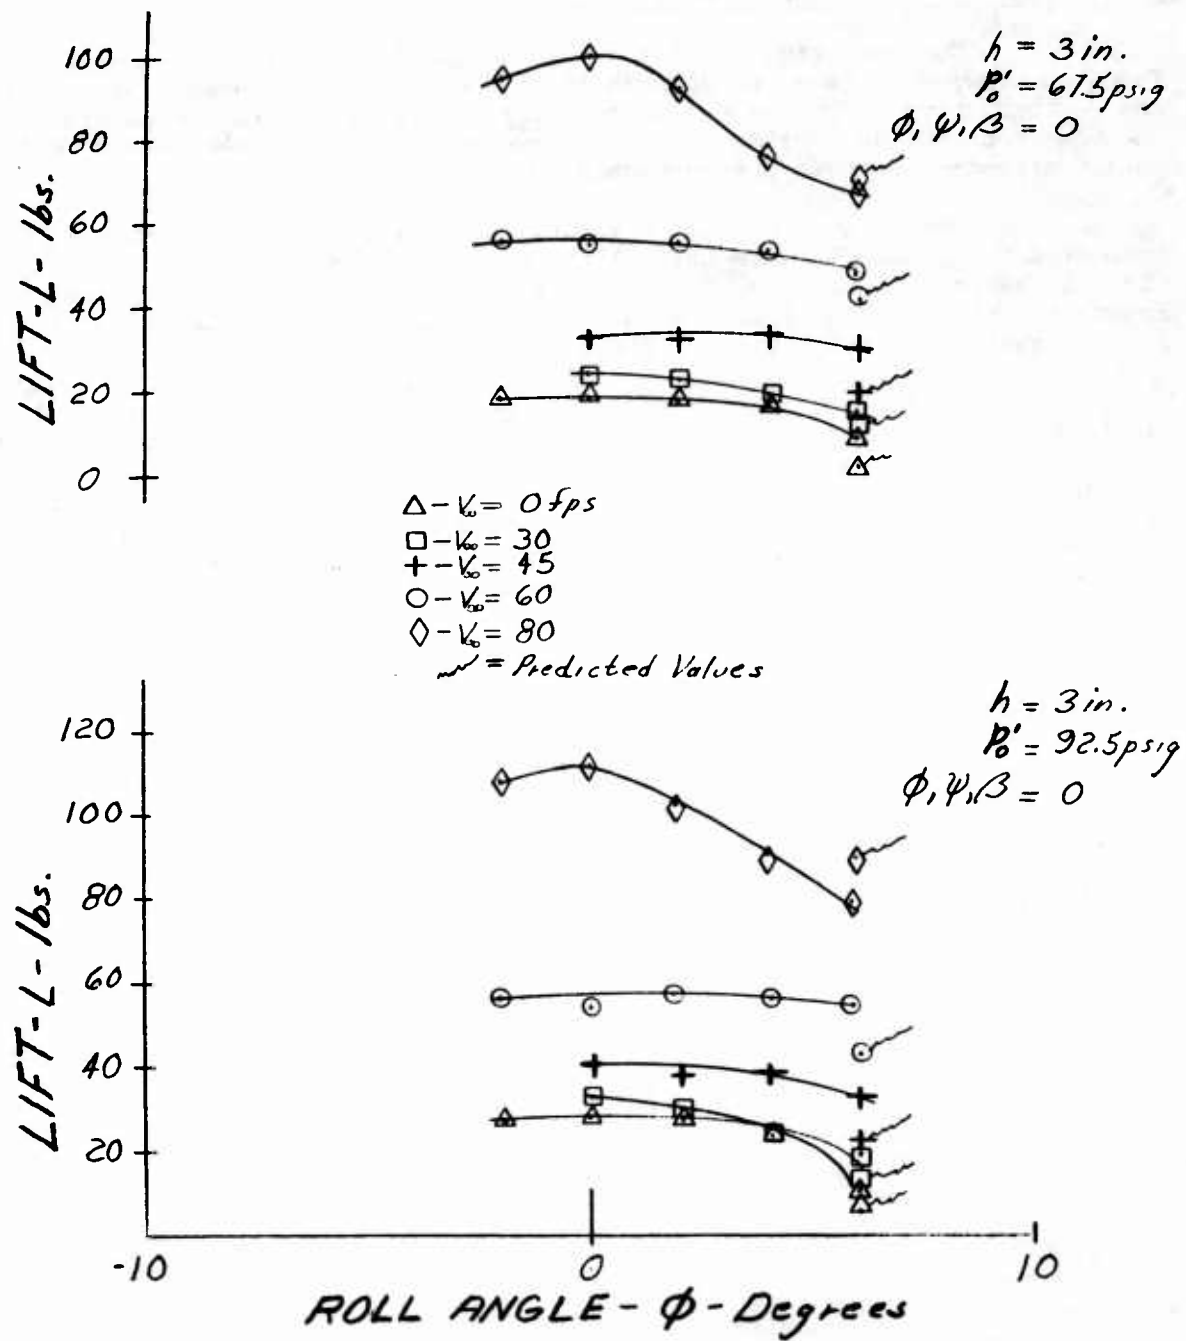 h = 3 in.
P₀' = 67.5 psig
ϕ, ψ, β = 0
LIFT - L - lbs.
100
80
60
40
20
0
△ - V∞ = 0 fps
□ - V∞ = 30
+ - V∞ = 45
○ - V∞ = 60
◇ - V∞ = 80
= Predicted Values
h = 3 in.
P₀' = 92.5 psig
ϕ, ψ, β = 0
LIFT - L - lbs.
120
100
80
60
40
20
-10
0
10
ROLL ANGLE - ϕ - Degrees